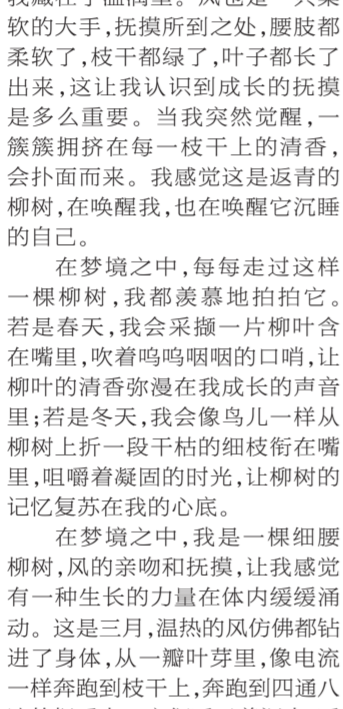 软的大手,抚摸所到之处,腰肢都
柔软了,枝干都绿了,叶子都长了
出来,这让我认识到成长的抚摸
是多么重要。当我突然觉醒,一
簇簇拥挤在每一枝干上的清香,
会扑面而来。我感觉这是返青的
柳树,在唤醒我,也在唤醒它沉睡
的自己。
在梦境之中,每每走过这样
一棵柳树,我都羡慕地拍拍它。
若是春天,我会采撷一片柳叶含
在嘴里,吹着呜呜咽咽的口哨,让
柳叶的清香弥漫在我成长的声音
里;若是冬天,我会像鸟儿一样从
柳树上折一段干枯的细枝衔在嘴
里,咀嚼着凝固的时光,让柳树的
记忆复苏在我的心底。
在梦境之中,我是一棵细腰
柳树,风的亲吻和抚摸,让我感觉
有一种生长的力量在体内缓缓涌
动。这是三月,温热的风仿佛都钻
进了身体,从一瓣叶芽里,像电流
一样奔跑到枝干上,奔跑到四通八